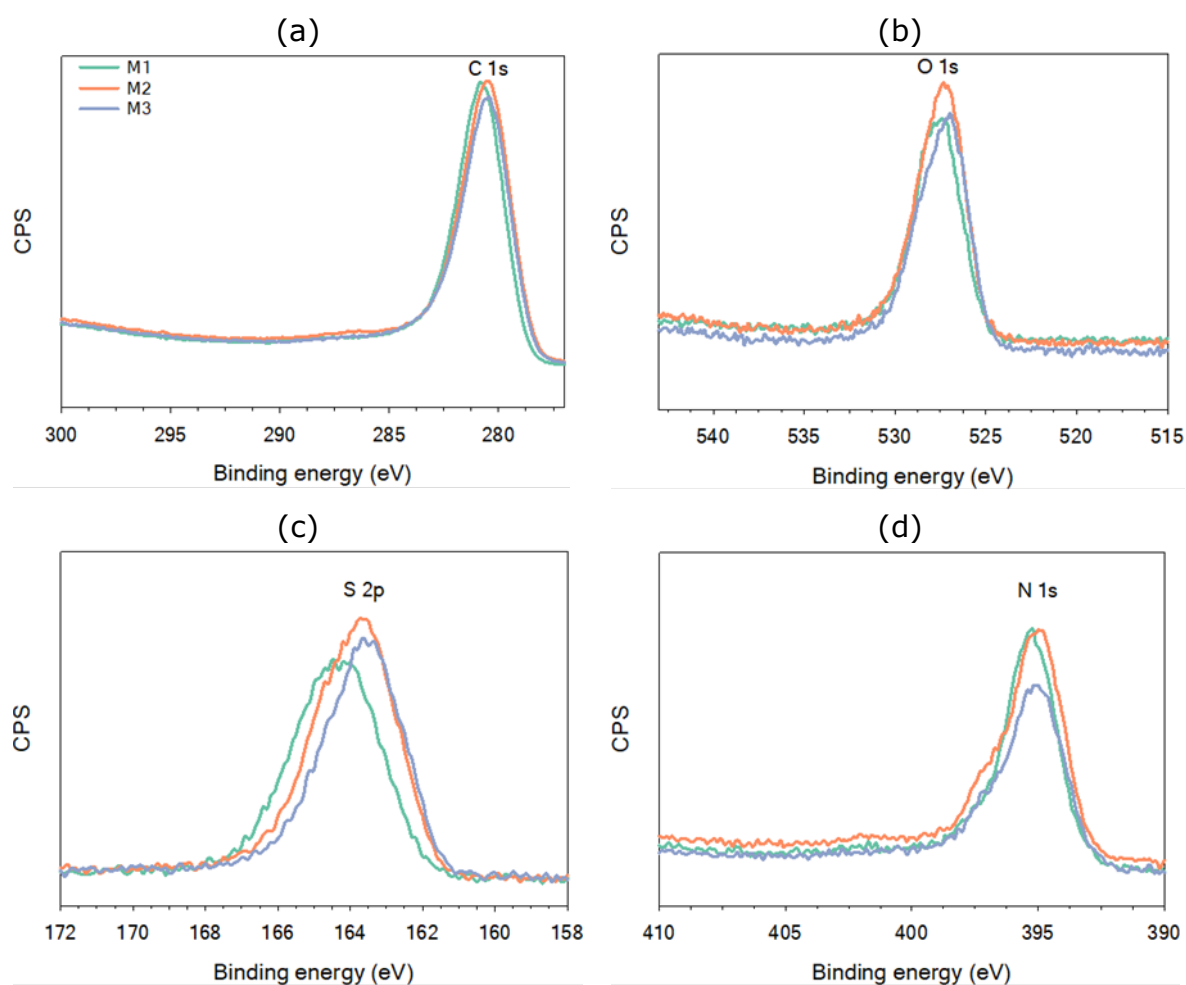 (a)
M1
M2
M3
C 1s
CPS
300 295 290 285 280
Binding energy (eV)
(b)
O 1s
CPS
540 535 530 525 520 515
Binding energy (eV)
(c)
S 2p
CPS
172 170 168 166 164 162 160 158
Binding energy (eV)
(d)
N 1s
CPS
410 405 400 395 390
Binding energy (eV)